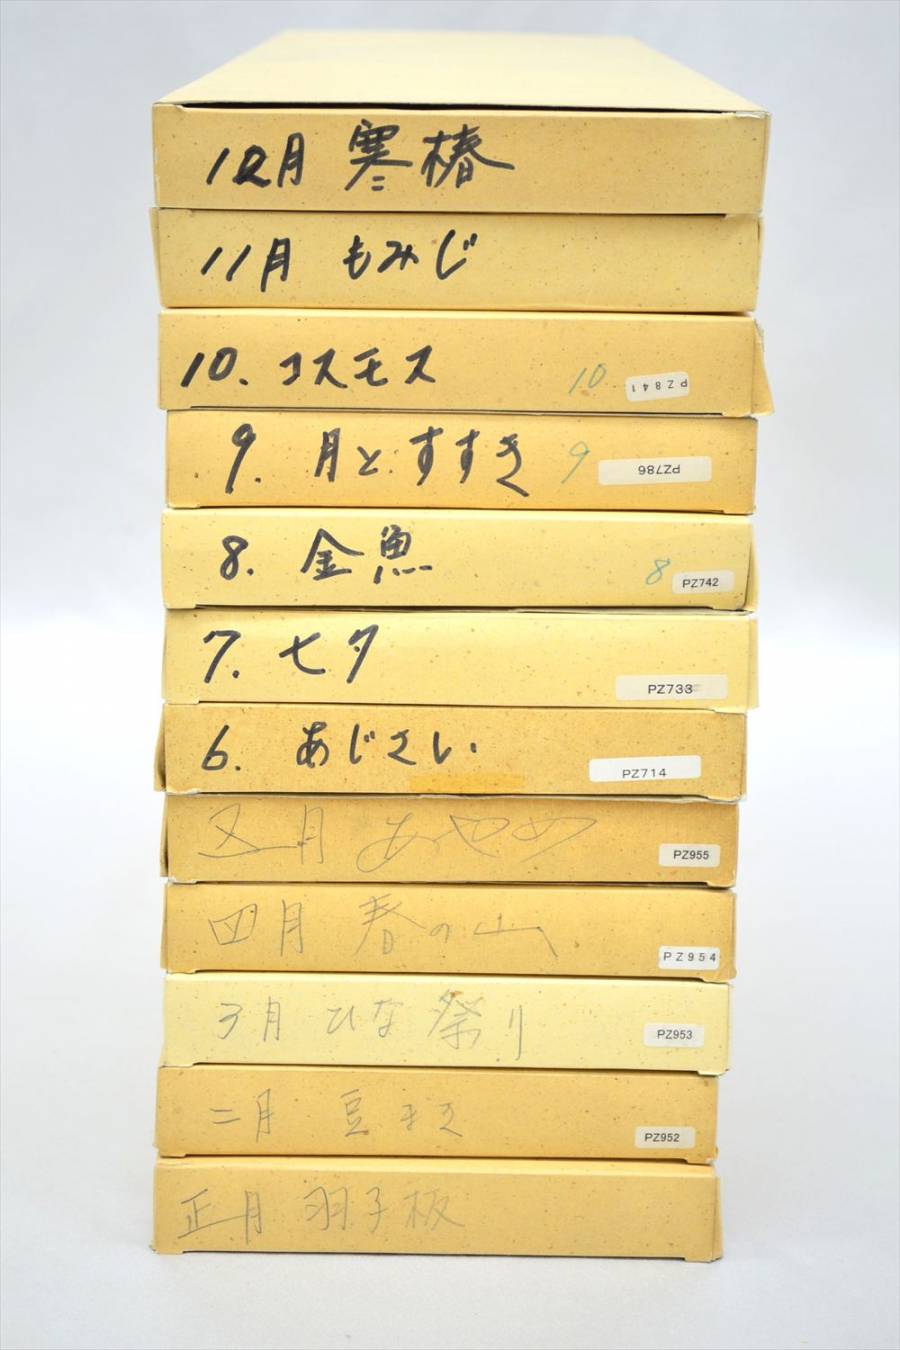 12月 寒椿
11月 もみじ
10. コスモス 10 PZ841
9. 月とすすき 9 PZ786
8. 金魚 8 PZ742
7. 七夕 PZ733
6. あじさい PZ714
五月 あやめ PZ955
四月 春の山 PZ954
3月 ひな祭り PZ953
二月 豆まき PZ952
正月 羽子板